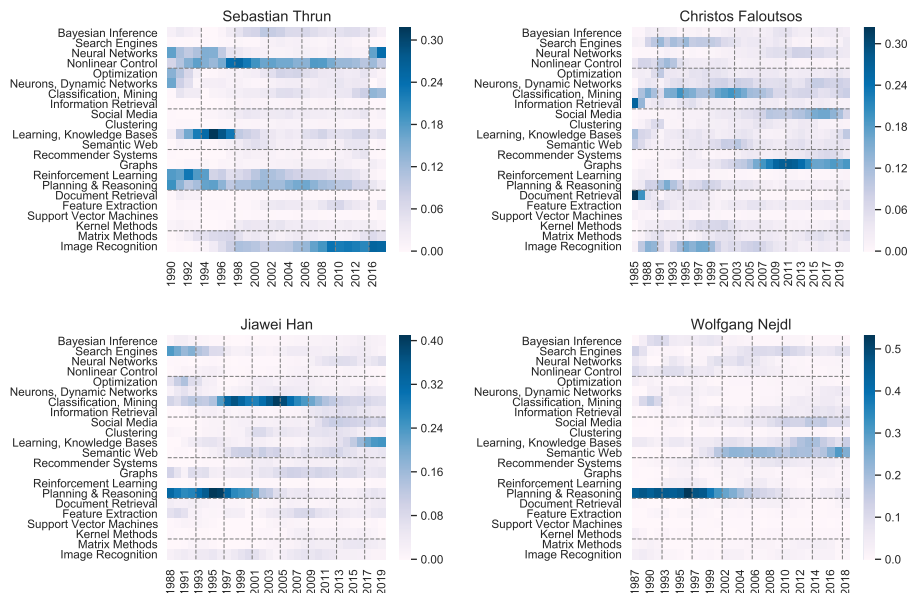 Sebastian Thrun
Bayesian Inference
Search Engines
Neural Networks
Nonlinear Control
Optimization
Neurons, Dynamic Networks
Classification, Mining
Information Retrieval
Social Media
Clustering
Learning, Knowledge Bases
Semantic Web
Recommender Systems
Graphs
Reinforcement Learning
Planning & Reasoning
Document Retrieval
Feature Extraction
Support Vector Machines
Kernel Methods
Matrix Methods
Image Recognition
1990 1992 1994 1996 1998 2000 2002 2004 2006 2010 2012 2014 2016
0.30
0.24
0.18
0.12
0.06
0.00
Christos Faloutsos
Bayesian Inference
Search Engines
Neural Networks
Nonlinear Control
Optimization
Neurons, Dynamic Networks
Classification, Mining
Information Retrieval
Social Media
Clustering
Learning, Knowledge Bases
Semantic Web
Recommender Systems
Graphs
Reinforcement Learning
Planning & Reasoning
Document Retrieval
Feature Extraction
Support Vector Machines
Kernel Methods
Matrix Methods
Image Recognition
1985 1988 1991 1993 1995 1997 1999 2001 2003 2005 2007 2009 2011 2013 2015 2017 2019
0.30
0.24
0.18
0.12
0.06
0.00
Jiawei Han
Bayesian Inference
Search Engines
Neural Networks
Nonlinear Control
Optimization
Neurons, Dynamic Networks
Classification, Mining
Information Retrieval
Social Media
Clustering
Learning, Knowledge Bases
Semantic Web
Recommender Systems
Graphs
Reinforcement Learning
Planning & Reasoning
Document Retrieval
Feature Extraction
Support Vector Machines
Kernel Methods
Matrix Methods
Image Recognition
1988 1991 1993 1995 1997 1999 2001 2003 2005 2007 2009 2011 2013 2015 2017 2019
0.40
0.32
0.24
0.16
0.08
0.00
Wolfgang Nejdl
Bayesian Inference
Search Engines
Neural Networks
Nonlinear Control
Optimization
Neurons, Dynamic Networks
Classification, Mining
Information Retrieval
Social Media
Clustering
Learning, Knowledge Bases
Semantic Web
Recommender Systems
Graphs
Reinforcement Learning
Planning & Reasoning
Document Retrieval
Feature Extraction
Support Vector Machines
Kernel Methods
Matrix Methods
Image Recognition
1987 1990 1993 1995 1997 2000 2002 2004 2006 2008 2010 2012 2014 2016 2018
0.5
0.4
0.3
0.2
0.1
0.0